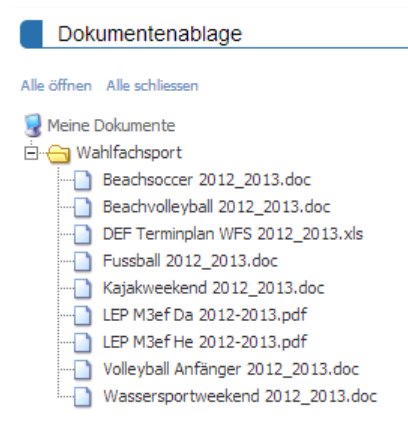 Dokumentenablage
Alle öffnen Alle schliessen
Meine Dokumente
Wahlfachsport
Beachsoccer 2012_2013.doc
Beachvolleyball 2012_2013.doc
DEF Terminplan WFS 2012_2013.xls
Fussball 2012_2013.doc
Kajakweekend 2012_2013.doc
LEP M3ef Da 2012-2013.pdf
LEP M3ef He 2012-2013.pdf
Volleyball Anfänger 2012_2013.doc
Wassersportweekend 2012_2013.doc